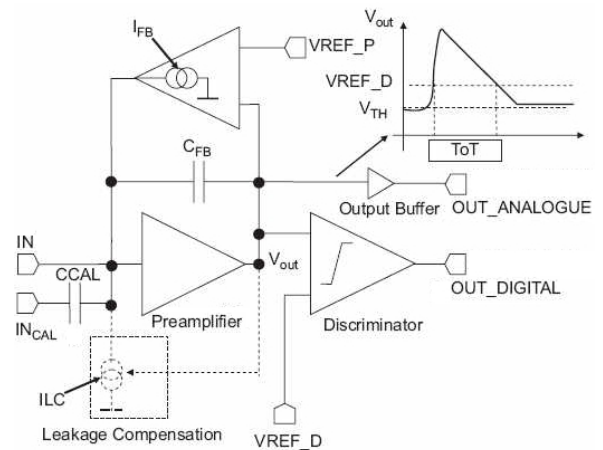 IFB
VREF_P
Vout
VREF_D
VTH
ToT
CFB
Output Buffer
OUT_ANALOGUE
IN
CCAL
Vout
OUT_DIGITAL
INCAL
Preamplifier
Discriminator
ILC
Leakage Compensation
VREF_D